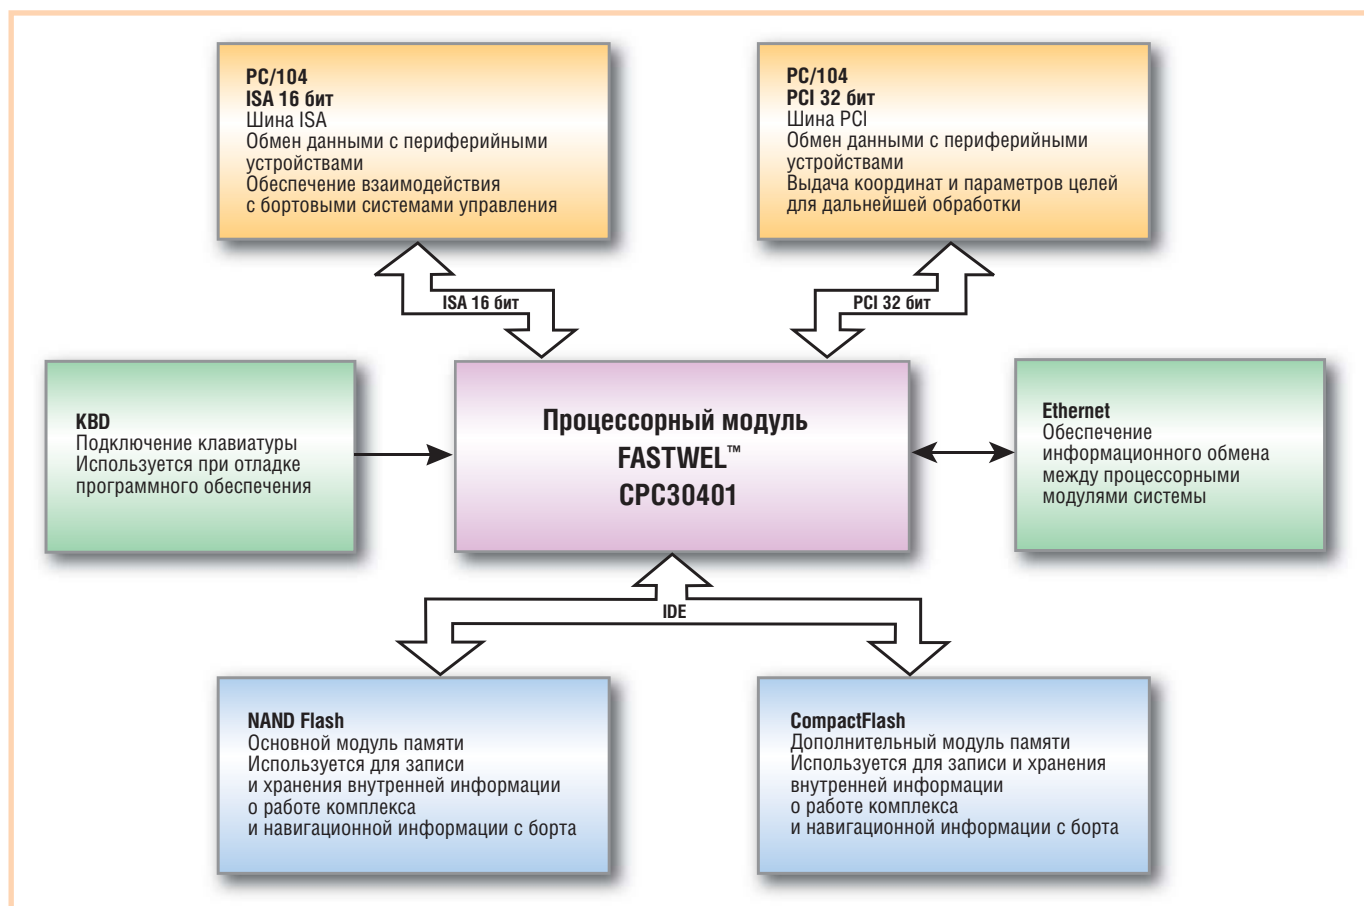 PC/104
ISA 16 бит
Шина ISA
Обмен данными с периферийными
устройствами
Обеспечение взаимодействия
с бортовыми системами управления
PC/104
PCI 32 бит
Шина PCI
Обмен данными с периферийными
устройствами
Выдача координат и параметров целей
для дальнейшей обработки
ISA 16 бит
PCI 32 бит
KBD
Подключение клавиатуры
Используется при отладке
программного обеспечения
Процессорный модуль
FASTWEL™
CPC30401
Ethernet
Обеспечение
информационного обмена
между процессорными
модулями системы
IDE
NAND Flash
Основной модуль памяти
Используется для записи
и хранения внутренней информации
о работе комплекса
и навигационной информации с борта
CompactFlash
Дополнительный модуль памяти
Используется для записи и хранения
внутренней информации
о работе комплекса
и навигационной информации с борта